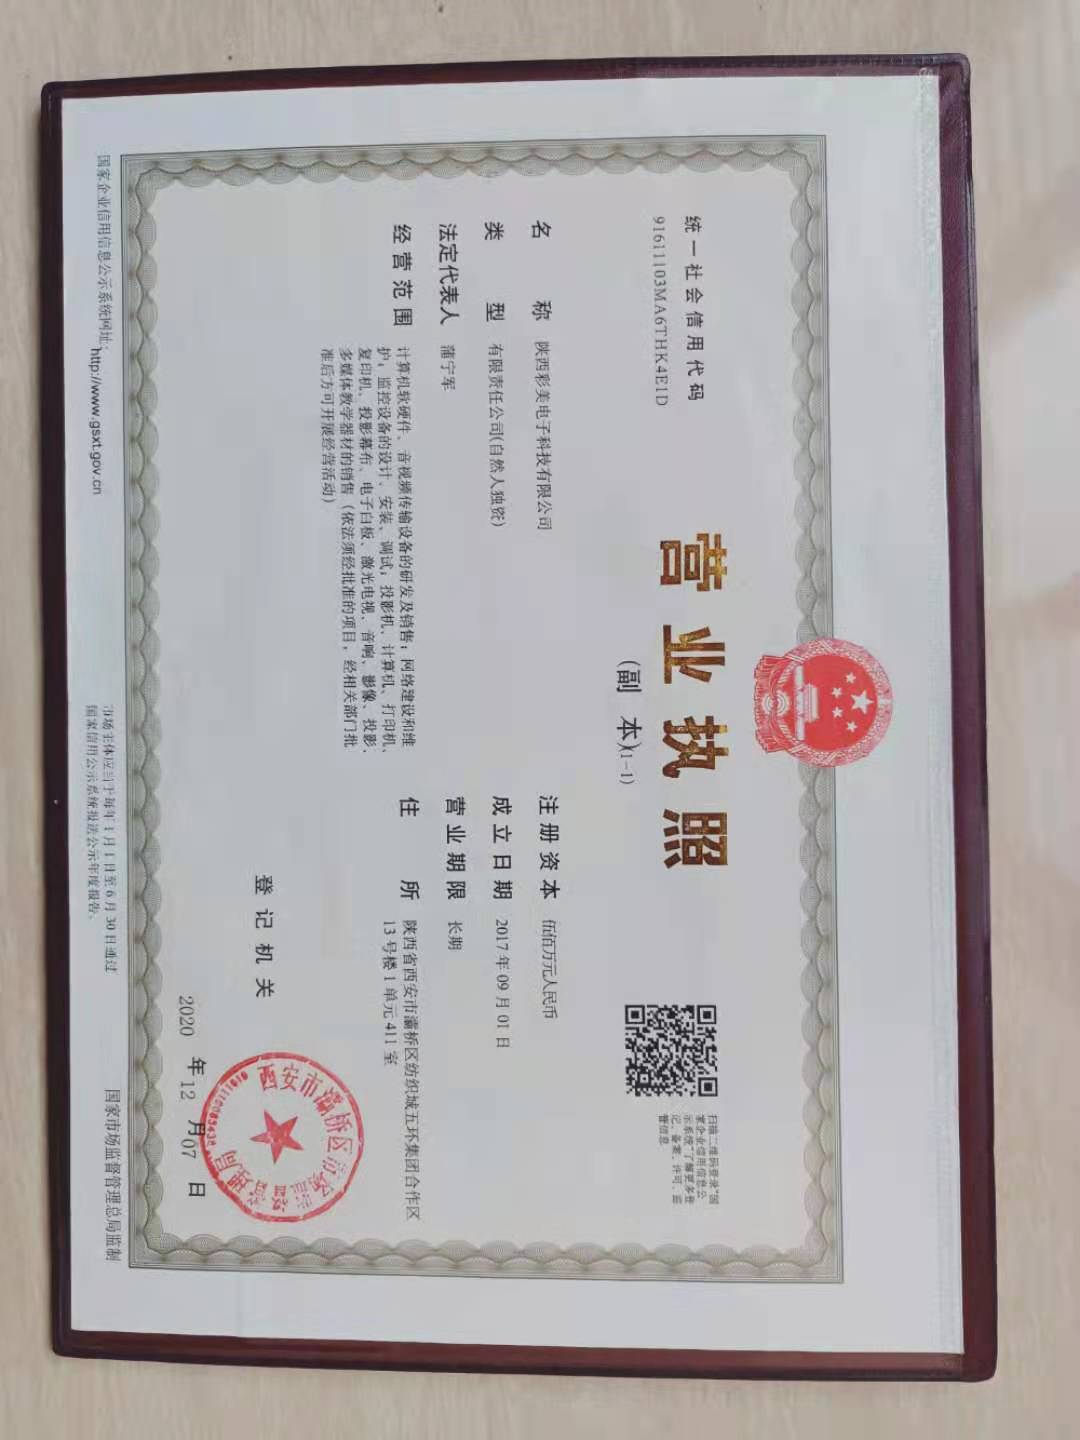 营业执照
(副 本)(1-1)
统一社会信用代码
91611103MA6THK4E1D
扫描二维码登录“国
家企业信用信息公
示系统”了解更多登
记、备案、许可、监
管信息
名 称 陕西彩美电子科技有限公司
类 型 有限责任公司(自然人独资)
法定代表人 蒲宁军
经营范围 计算机软硬件、音视频传输设备的研发及销售；网络建设和维
护；监控设备的设计、安装、调试；投影机、计算机、打印机、
复印机、投影幕布、电子白板、激光电视、音响、影像、投影、
多媒体教学器材的销售（依法须经批准的项目，经相关部门批
准后方可开展经营活动）
注册资本 伍佰万元人民币
成立日期 2017年09月01日
营业期限 长期
住 所 陕西省西安市灞桥区纺织城五环集团合作区
13号楼1单元411室
登记机关
西安市灞桥区市场监督管理局
2020 年 12 月 07 日
国家企业信用信息公示系统网址：http://www.gsxt.gov.cn
市场主体应当于每年1月1日至6月30日通过
国家信用公示系统报送公示年度报告。
国家市场监督管理总局监制